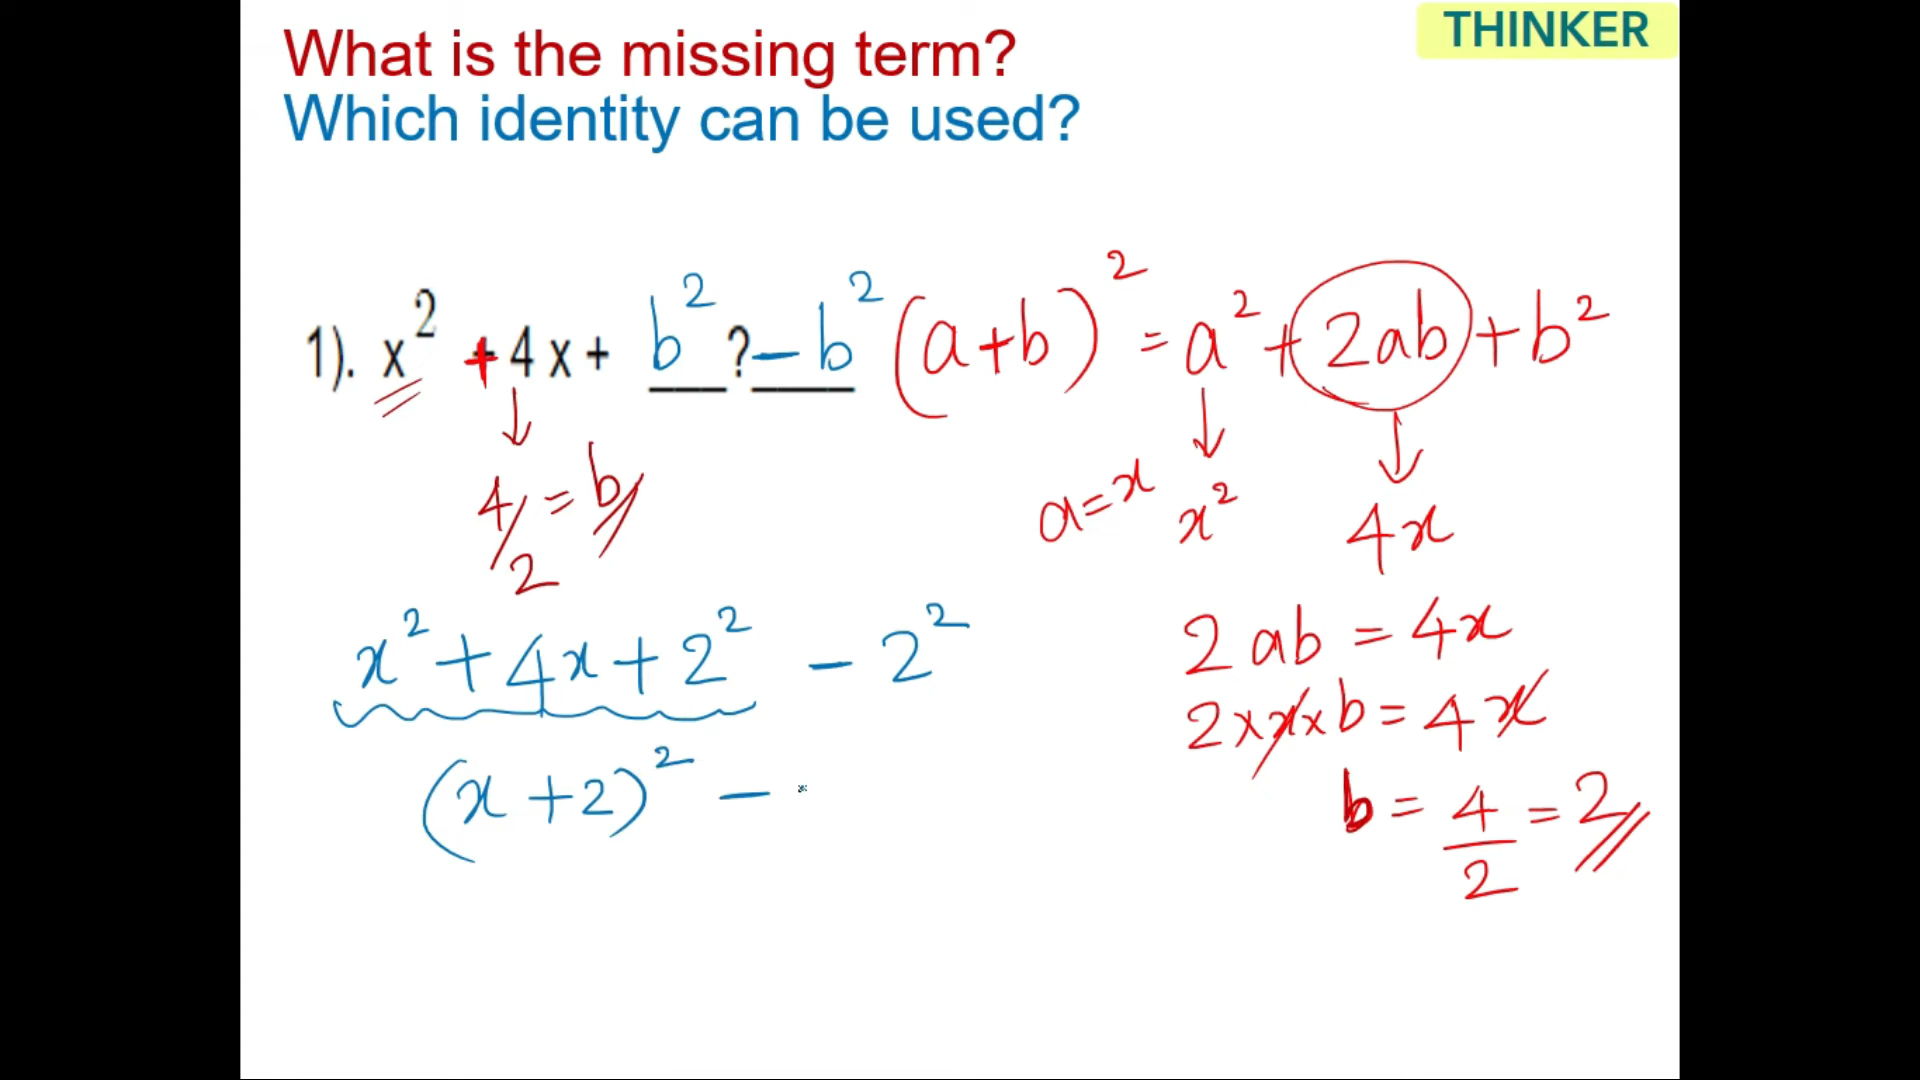 THINKER
What is the missing term?
Which identity can be used?
1). x² + 4x + b² ? - b² (a+b)² = a² + 2ab + b²
4/2 = b
a = x x² 4x
x² + 4x + 2² - 2²
2ab = 4x
2 × x × b = 4x
(x + 2)² -
b = 4/2 = 2